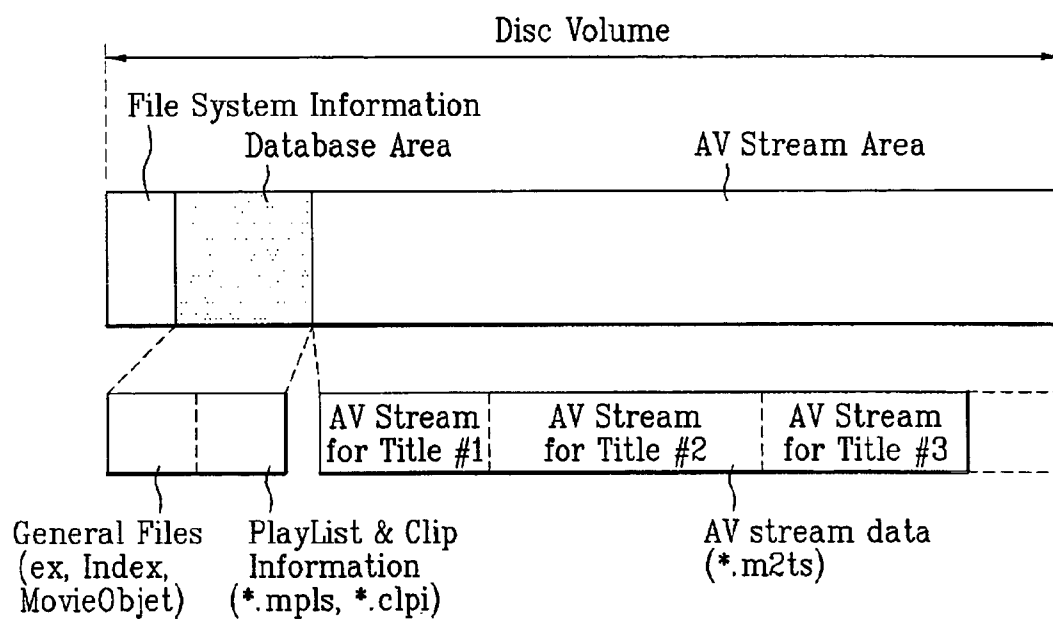 Disc Volume
File System Information
Database Area
AV Stream Area
AV Stream
for Title #1
AV Stream
for Title #2
AV Stream
for Title #3
General Files
(ex, Index,
MovieObjet)
PlayList & Clip
Information
(*.mpls, *.clpi)
AV stream data
(*.m2ts)